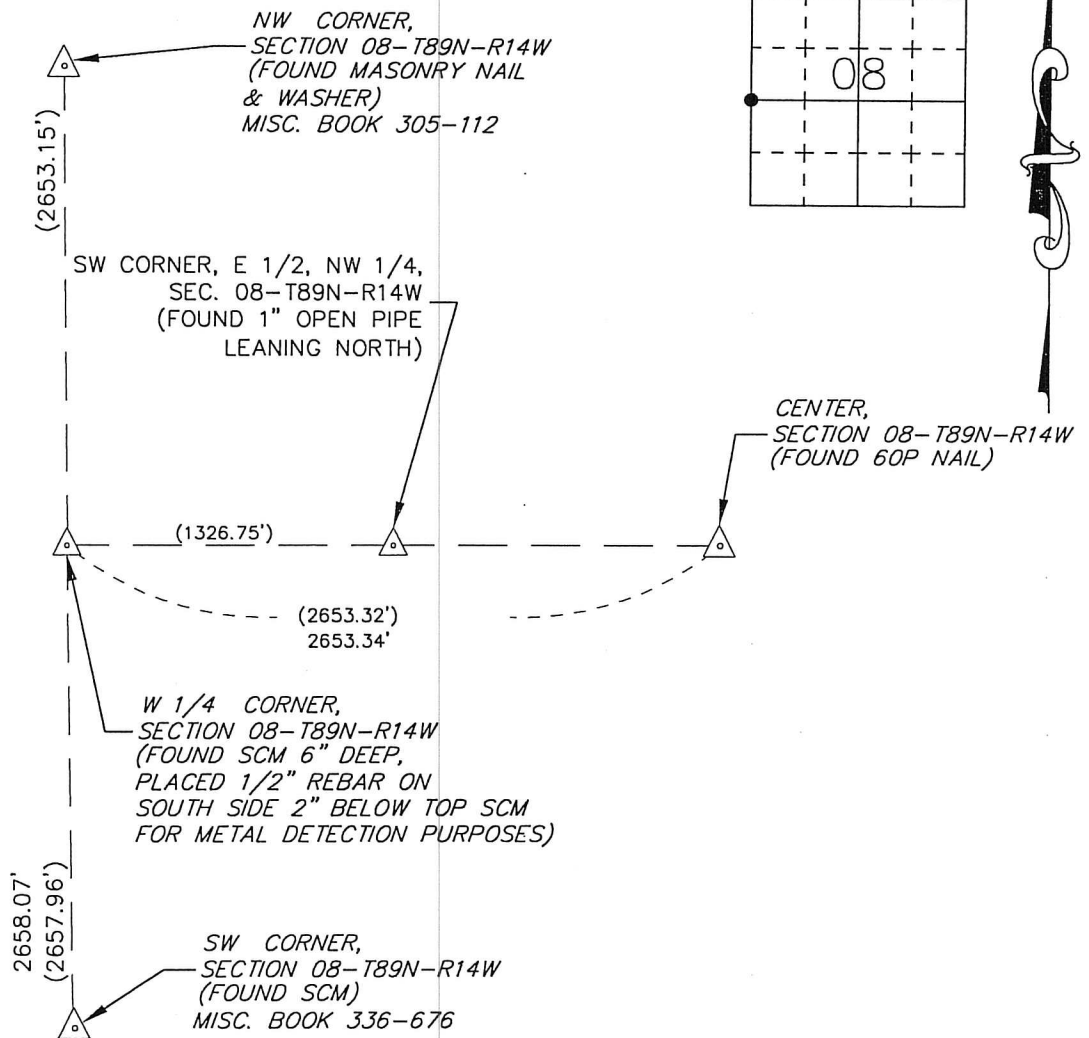 NW CORNER,
SECTION 08-T89N-R14W
(FOUND MASONRY NAIL
& WASHER)
MISC. BOOK 305-112
08
(2653.15')
SW CORNER, E 1/2, NW 1/4,
SEC. 08-T89N-R14W
(FOUND 1" OPEN PIPE
LEANING NORTH)
CENTER,
SECTION 08-T89N-R14W
(FOUND 60P NAIL)
(1326.75')
(2653.32')
2653.34'
W 1/4 CORNER,
SECTION 08-T89N-R14W
(FOUND SCM 6" DEEP,
PLACED 1/2" REBAR ON
SOUTH SIDE 2" BELOW TOP SCM
FOR METAL DETECTION PURPOSES)
2658.07'
(2657.96')
SW CORNER,
SECTION 08-T89N-R14W
(FOUND SCM)
MISC. BOOK 336-676